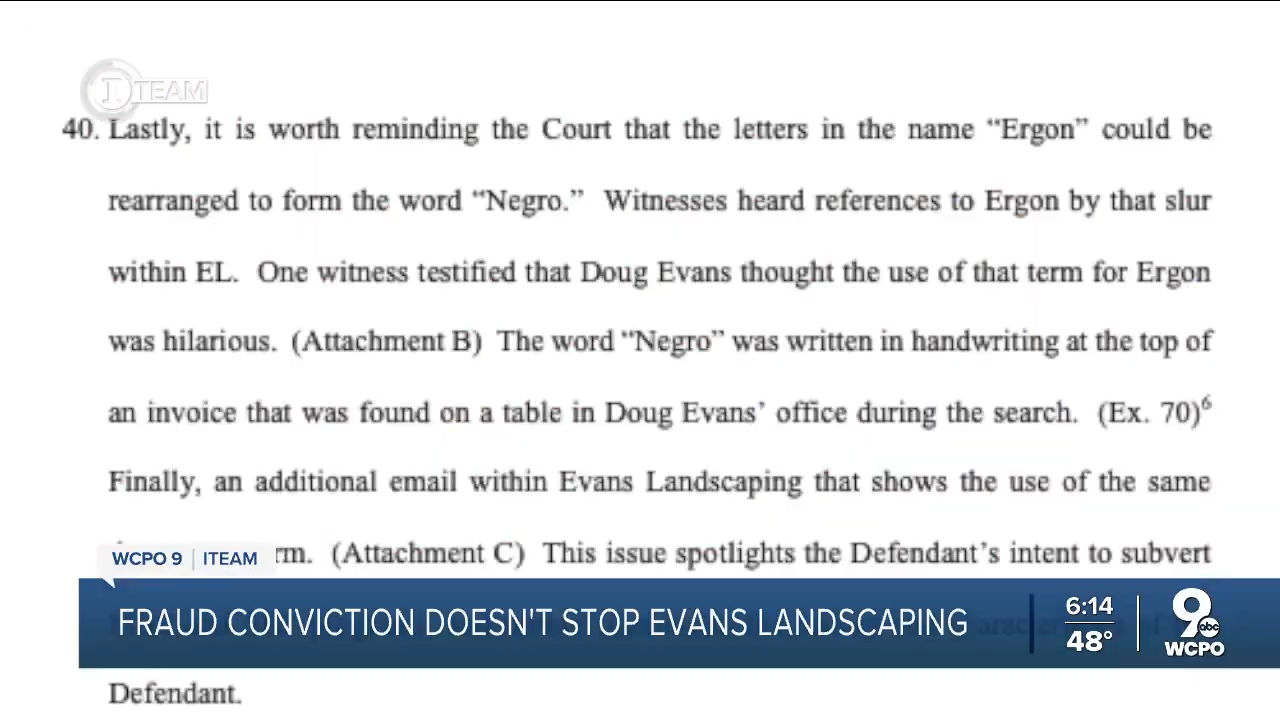 ITEAM
40. Lastly, it is worth reminding the Court that the letters in the name “Ergon” could be
rearranged to form the word “Negro.” Witnesses heard references to Ergon by that slur
within EL. One witness testified that Doug Evans thought the use of that term for Ergon
was hilarious. (Attachment B) The word “Negro” was written in handwriting at the top of
an invoice that was found on a table in Doug Evans’ office during the search. (Ex. 70)6
Finally, an additional email within Evans Landscaping that shows the use of the same
(Attachment C) This issue spotlights the Defendant’s intent to subvert
WCPO 9 | ITEAM
FRAUD CONVICTION DOESN'T STOP EVANS LANDSCAPING
6:14
48°
9 abc
WCPO
Defendant.